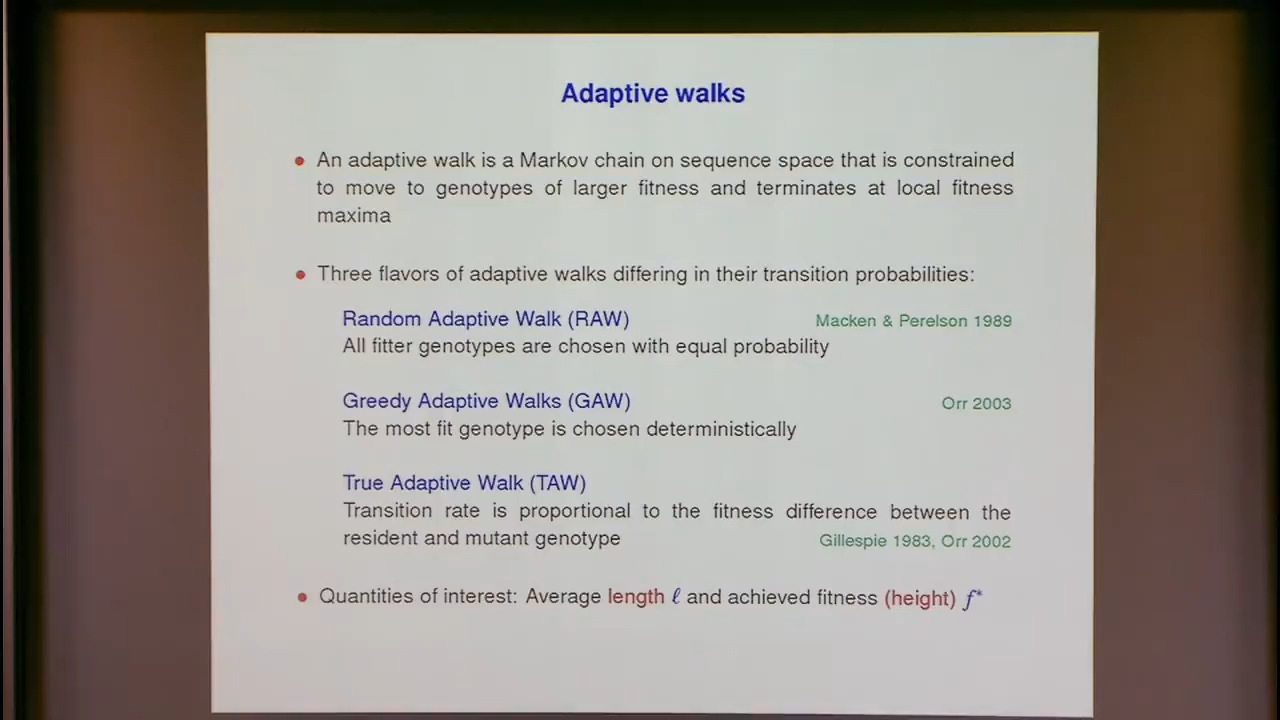 Adaptive walks
An adaptive walk is a Markov chain on sequence space that is constrained
to move to genotypes of larger fitness and terminates at local fitness
maxima
Three flavors of adaptive walks differing in their transition probabilities:
Random Adaptive Walk (RAW) Macken & Perelson 1989
All fitter genotypes are chosen with equal probability
Greedy Adaptive Walks (GAW) Orr 2003
The most fit genotype is chosen deterministically
True Adaptive Walk (TAW)
Transition rate is proportional to the fitness difference between the
resident and mutant genotype Gillespie 1983, Orr 2002
Quantities of interest: Average length ℓ and achieved fitness (height) f*